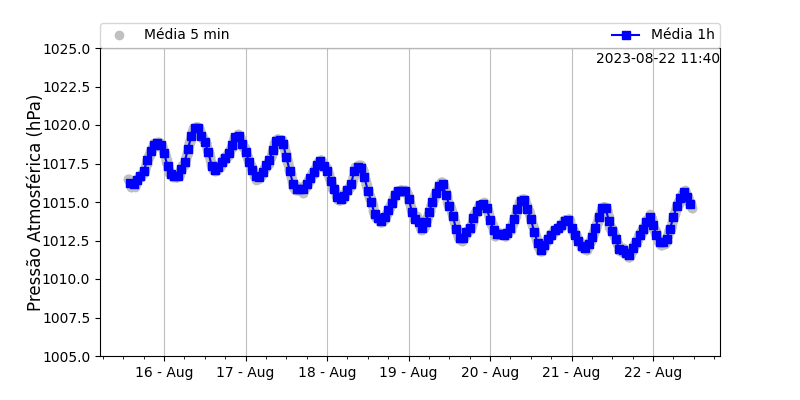 Média 5 min
Média 1h
2023-08-22 11:40
Pressão Atmosférica (hPa)
1025.0
1022.5
1020.0
1017.5
1015.0
1012.5
1010.0
1007.5
1005.0
16 - Aug
17 - Aug
18 - Aug
19 - Aug
20 - Aug
21 - Aug
22 - Aug